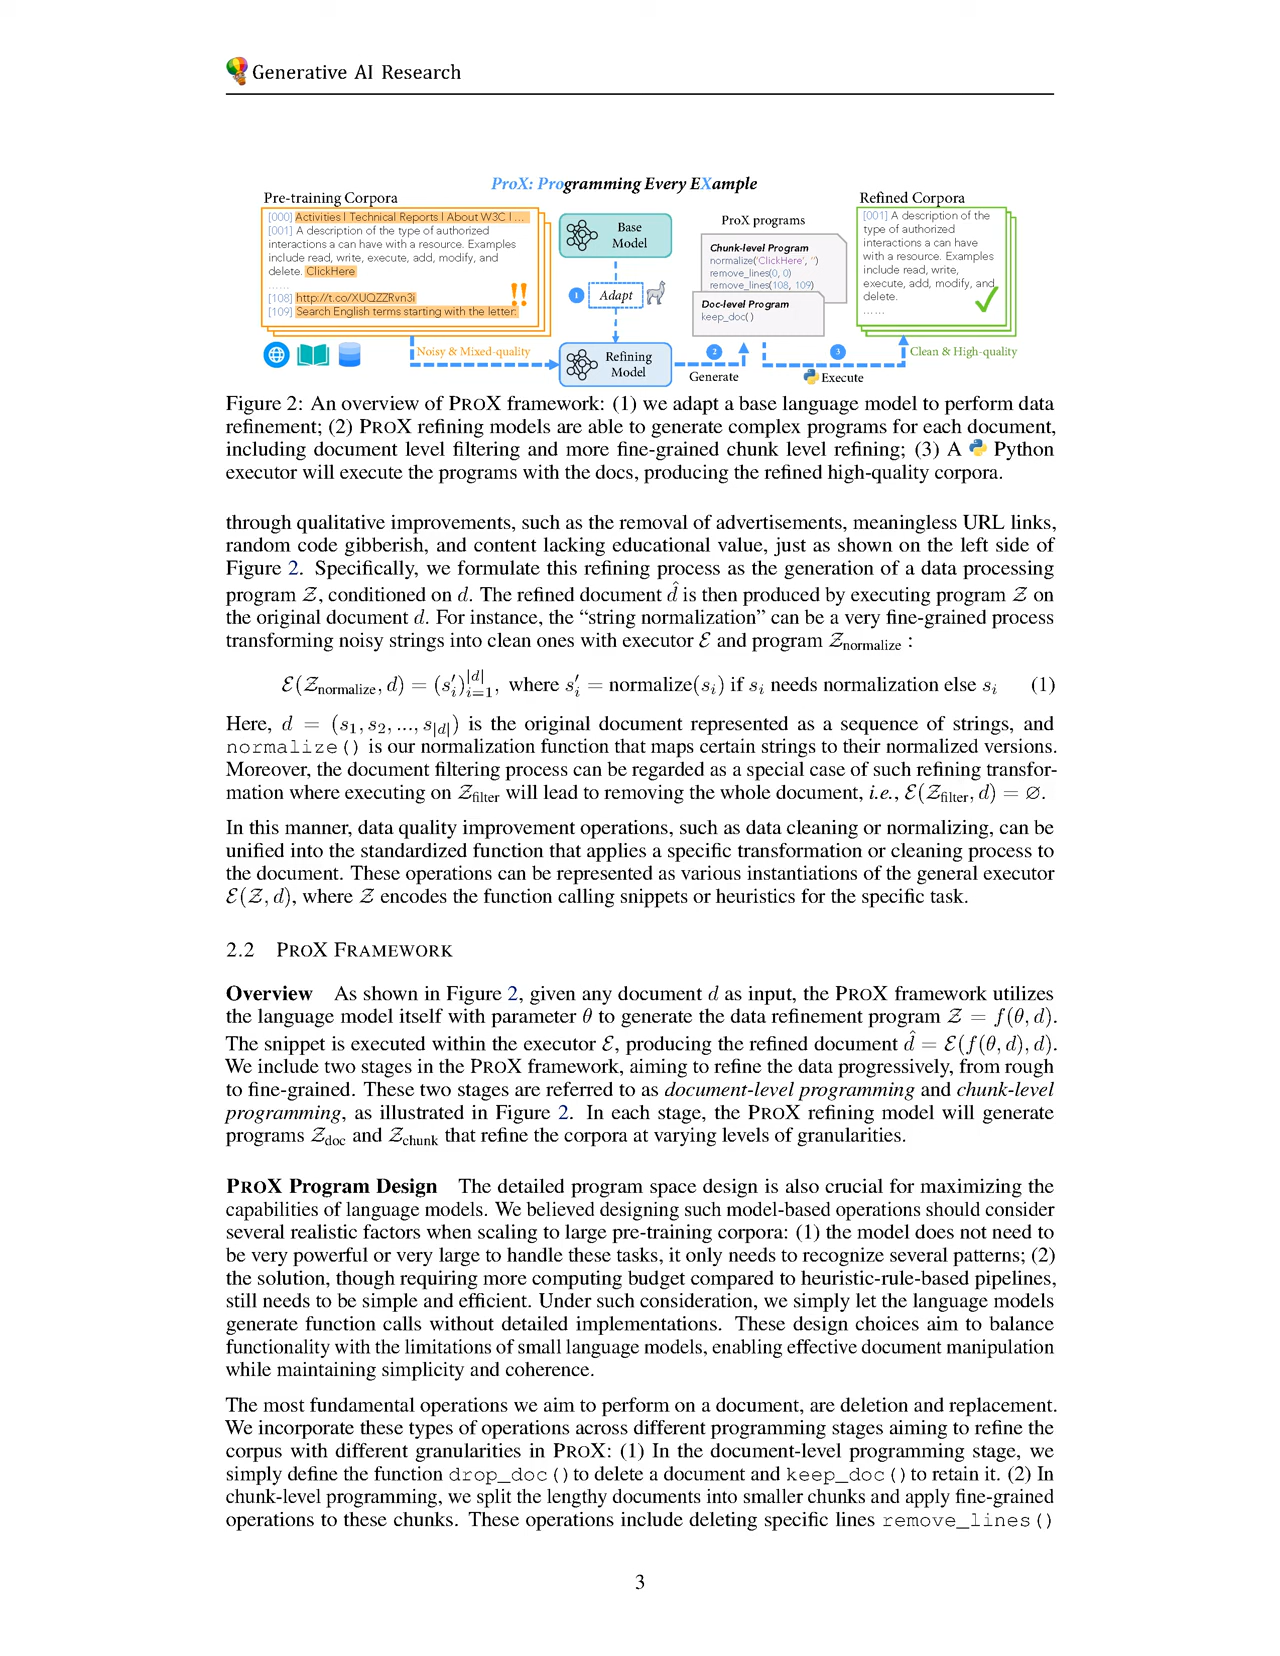 Generative AI Research
ProX: Programming Every EXample
Pre-training Corpora
[000] Activities | Technical Reports | About W3C | ...
[001] A description of the type of authorized
interactions a can have with a resource. Examples
include read, write, execute, add, modify, and
delete. ClickHere
......
[108] http://t.co/XUQZZRvn3i
[109] Search English terms starting with the letter:
!!
Noisy & Mixed-quality
Base
Model
1
Adapt
Refining
Model
ProX programs
Chunk-level Program
normalize('ClickHere', '')
remove_lines(0, 0)
remove_lines(108, 109)
Doc-level Program
keep_doc()
2
Generate
3
Execute
Refined Corpora
[001] A description of the
type of authorized
interactions a can have
with a resource. Examples
include read, write,
execute, add, modify, and
delete.
......
Clean & High-quality
Figure 2: An overview of PROX framework: (1) we adapt a base language model to perform data
refinement; (2) PROX refining models are able to generate complex programs for each document,
including document level filtering and more fine-grained chunk level refining; (3) A Python
executor will execute the programs with the docs, producing the refined high-quality corpora.
through qualitative improvements, such as the removal of advertisements, meaningless URL links,
random code gibberish, and content lacking educational value, just as shown on the left side of
Figure 2. Specifically, we formulate this refining process as the generation of a data processing
program 𝒵, conditioned on d. The refined document d̂ is then produced by executing program 𝒵 on
the original document d. For instance, the “string normalization” can be a very fine-grained process
transforming noisy strings into clean ones with executor ℰ and program 𝒵normalize :
ℰ(𝒵normalize, d) = (s′i)|d|i=1, where s′i = normalize(si) if si needs normalization else si (1)
Here, d = (s1, s2, ..., s|d|) is the original document represented as a sequence of strings, and
normalize() is our normalization function that maps certain strings to their normalized versions.
Moreover, the document filtering process can be regarded as a special case of such refining transfor-
mation where executing on 𝒵filter will lead to removing the whole document, i.e., ℰ(𝒵filter, d) = ∅.
In this manner, data quality improvement operations, such as data cleaning or normalizing, can be
unified into the standardized function that applies a specific transformation or cleaning process to
the document. These operations can be represented as various instantiations of the general executor
ℰ(𝒵, d), where 𝒵 encodes the function calling snippets or heuristics for the specific task.
2.2 PROX FRAMEWORK
Overview As shown in Figure 2, given any document d as input, the PROX framework utilizes
the language model itself with parameter θ to generate the data refinement program 𝒵 = f(θ, d).
The snippet is executed within the executor ℰ, producing the refined document d̂ = ℰ(f(θ, d), d).
We include two stages in the PROX framework, aiming to refine the data progressively, from rough
to fine-grained. These two stages are referred to as document-level programming and chunk-level
programming, as illustrated in Figure 2. In each stage, the PROX refining model will generate
programs 𝒵doc and 𝒵chunk that refine the corpora at varying levels of granularities.
PROX Program Design The detailed program space design is also crucial for maximizing the
capabilities of language models. We believed designing such model-based operations should consider
several realistic factors when scaling to large pre-training corpora: (1) the model does not need to
be very powerful or very large to handle these tasks, it only needs to recognize several patterns; (2)
the solution, though requiring more computing budget compared to heuristic-rule-based pipelines,
still needs to be simple and efficient. Under such consideration, we simply let the language models
generate function calls without detailed implementations. These design choices aim to balance
functionality with the limitations of small language models, enabling effective document manipulation
while maintaining simplicity and coherence.
The most fundamental operations we aim to perform on a document, are deletion and replacement.
We incorporate these types of operations across different programming stages aiming to refine the
corpus with different granularities in PROX: (1) In the document-level programming stage, we
simply define the function drop_doc() to delete a document and keep_doc() to retain it. (2) In
chunk-level programming, we split the lengthy documents into smaller chunks and apply fine-grained
operations to these chunks. These operations include deleting specific lines remove_lines()
3